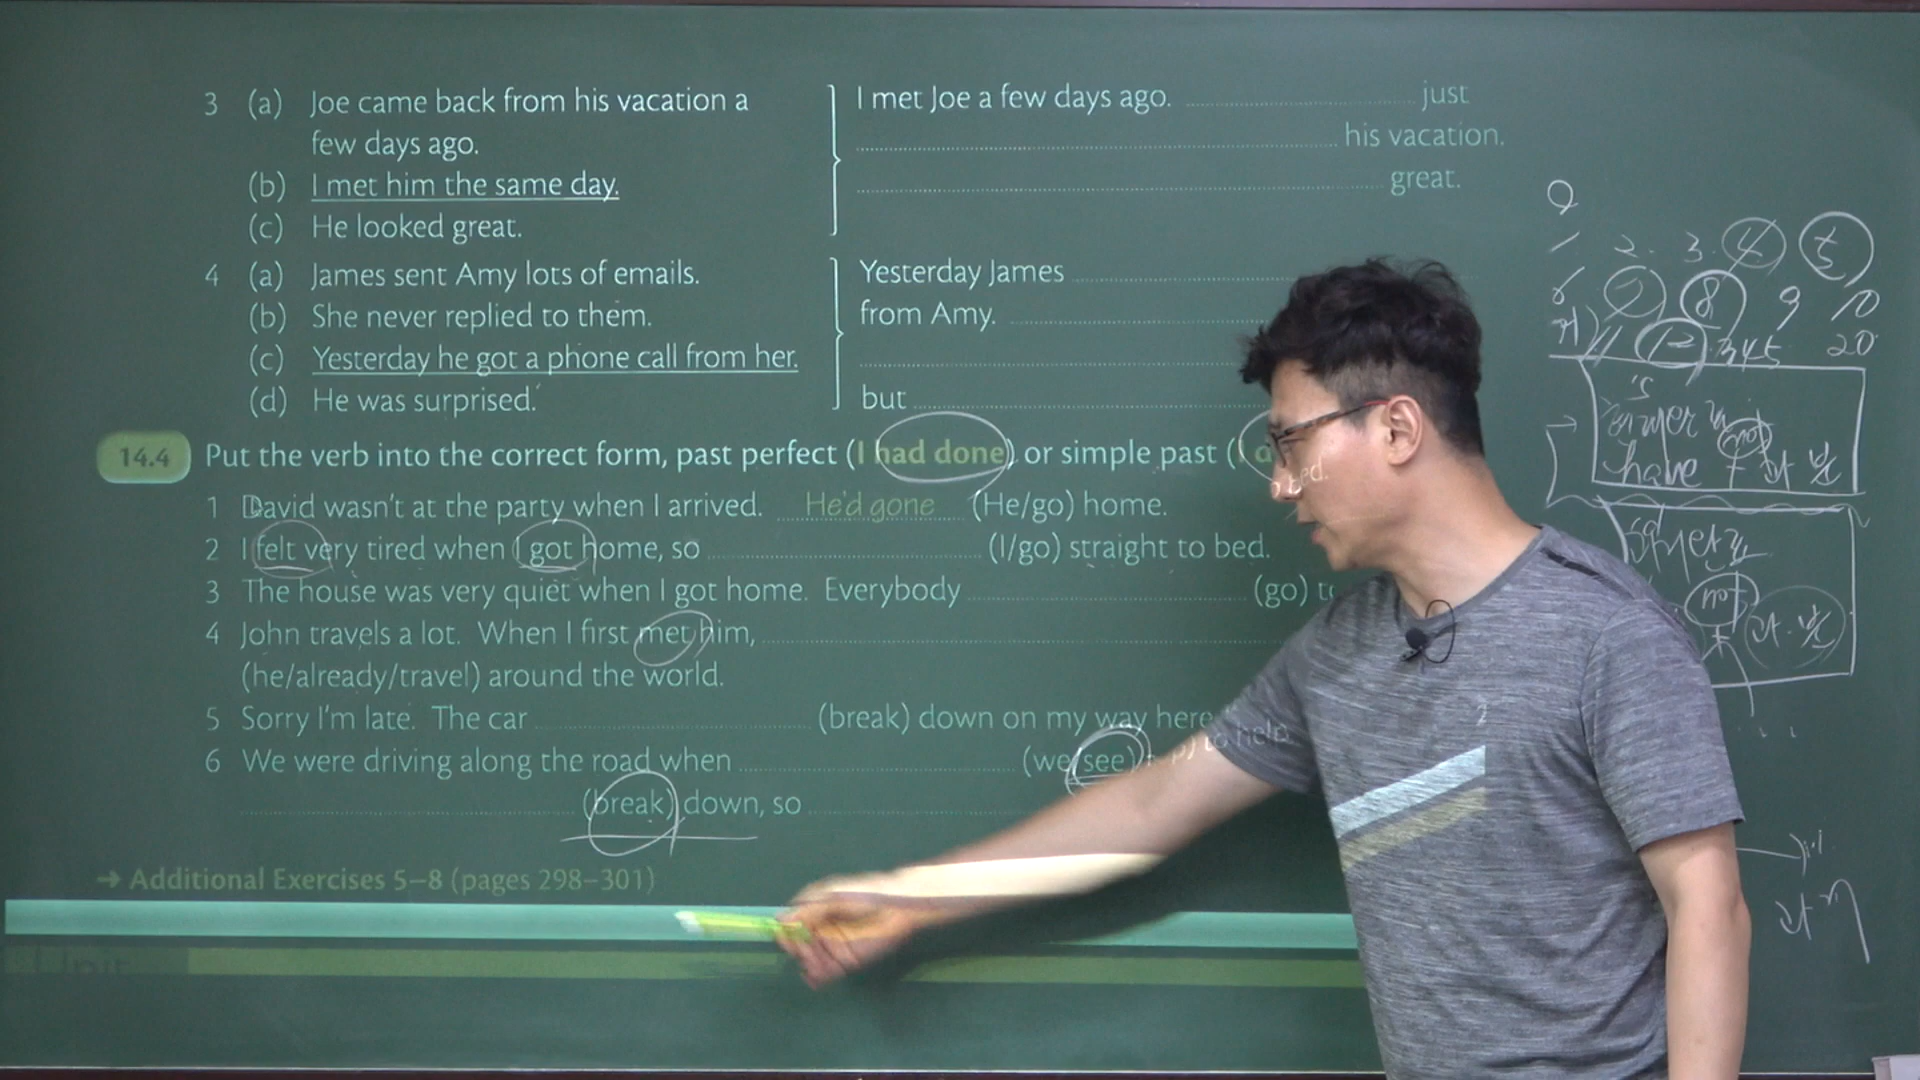 3 (a) Joe came back from his vacation a
few days ago.
(b) I met him the same day.
(c) He looked great.
I met Joe a few days ago. just
his vacation.
great.
4 (a) James sent Amy lots of emails.
(b) She never replied to them.
(c) Yesterday he got a phone call from her.
(d) He was surprised.
Yesterday James
from Amy.
but
14.4 Put the verb into the correct form, past perfect (I had done) or simple past (I d
1 David wasn't at the party when I arrived. He'd gone (He/go) home.
2 I felt very tired when I got home, so (I/go) straight to bed.
3 The house was very quiet when I got home. Everybody (go) to bed.
4 John travels a lot. When I first met him,
(he/already/travel) around the world.
5 Sorry I'm late. The car (break) down on my way here
6 We were driving along the road when (we/see)
(break) down, so to help
→ Additional Exercises 5–8 (pages 298–301)
Unit
2. 3. 4 5
6 7 8 9 10
11 12 345 20
's
have + not
not